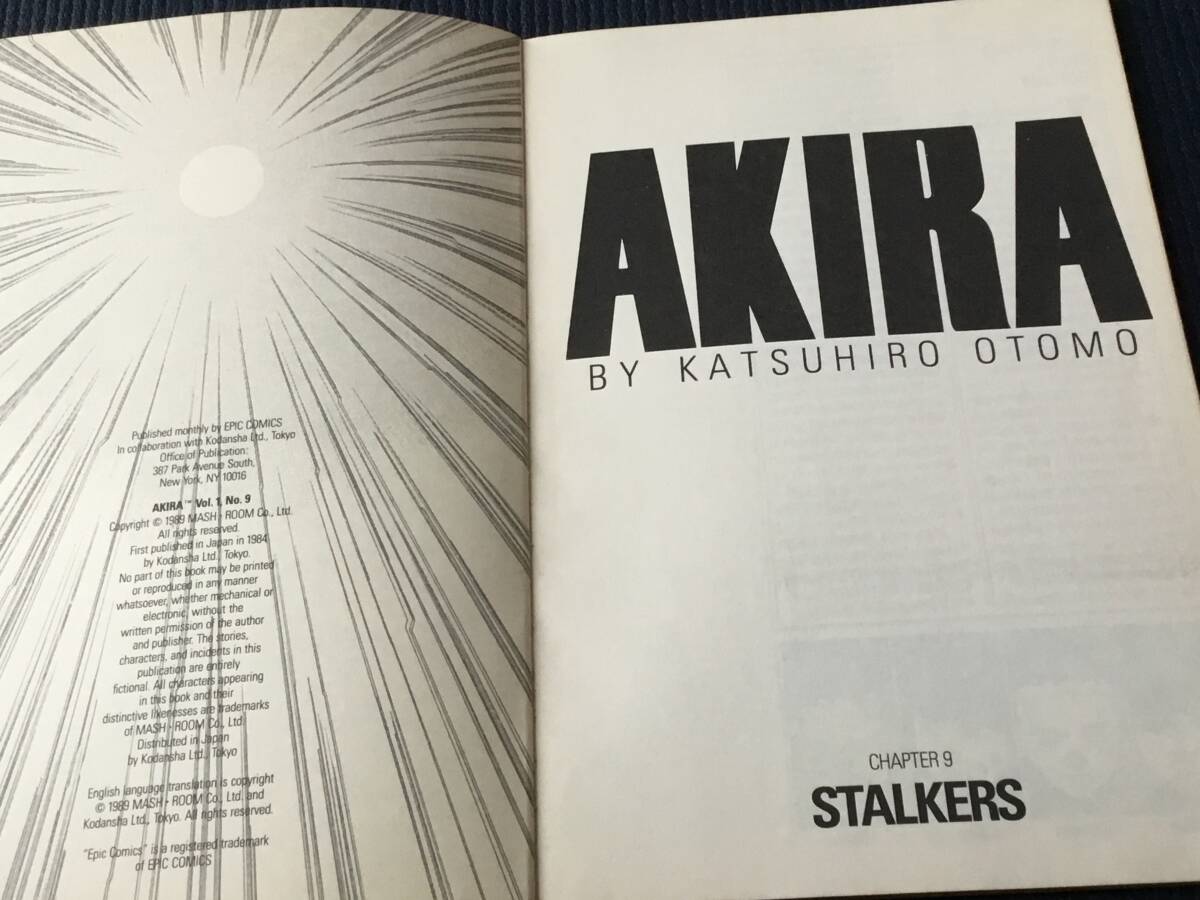 Published monthly by EPIC COMICS
In collaboration with Kodansha Ltd., Tokyo
Office of Publication:
387 Park Avenue South,
New York, NY 10016
AKIRA™ Vol. 1, No. 9
Copyright © 1989 MASH • ROOM Co., Ltd.
All rights reserved.
First published in Japan in 1984
by Kodansha Ltd., Tokyo.
No part of this book may be printed
or reproduced in any manner
whatsoever, whether mechanical or
electronic, without the
written permission of the author
and publisher. The stories,
characters, and incidents in this
publication are entirely
fictional. All characters appearing
in this book and their
distinctive likenesses are trademarks
of MASH • ROOM Co., Ltd.
Distributed in Japan
by Kodansha Ltd., Tokyo
English language translation is copyright
© 1989 MASH • ROOM Co., Ltd. and
Kodansha Ltd., Tokyo. All rights reserved.
"Epic Comics" is a registered trademark
of EPIC COMICS
AKIRA
BY KATSUHIRO OTOMO
CHAPTER 9
STALKERS